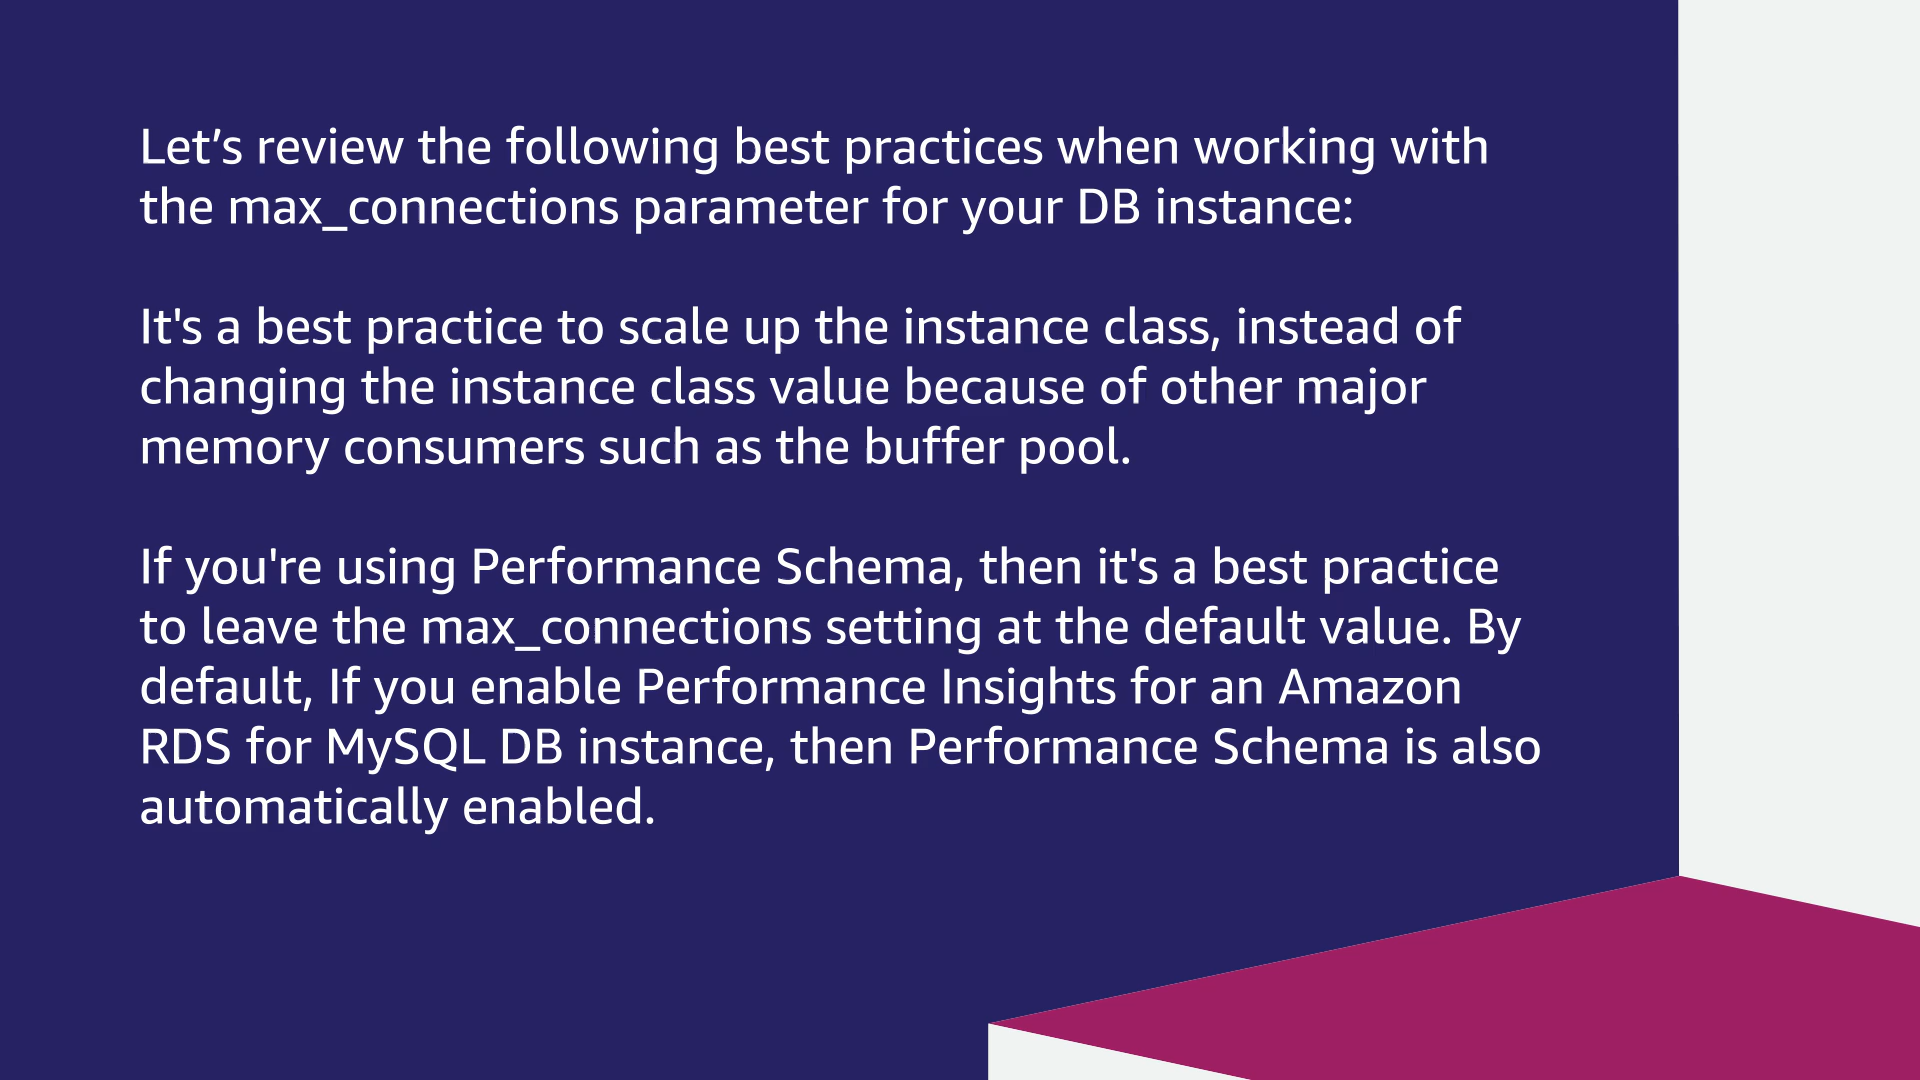 Let’s review the following best practices when working with
the max_connections parameter for your DB instance:
It's a best practice to scale up the instance class, instead of
changing the instance class value because of other major
memory consumers such as the buffer pool.
If you're using Performance Schema, then it's a best practice
to leave the max_connections setting at the default value. By
default, If you enable Performance Insights for an Amazon
RDS for MySQL DB instance, then Performance Schema is also
automatically enabled.